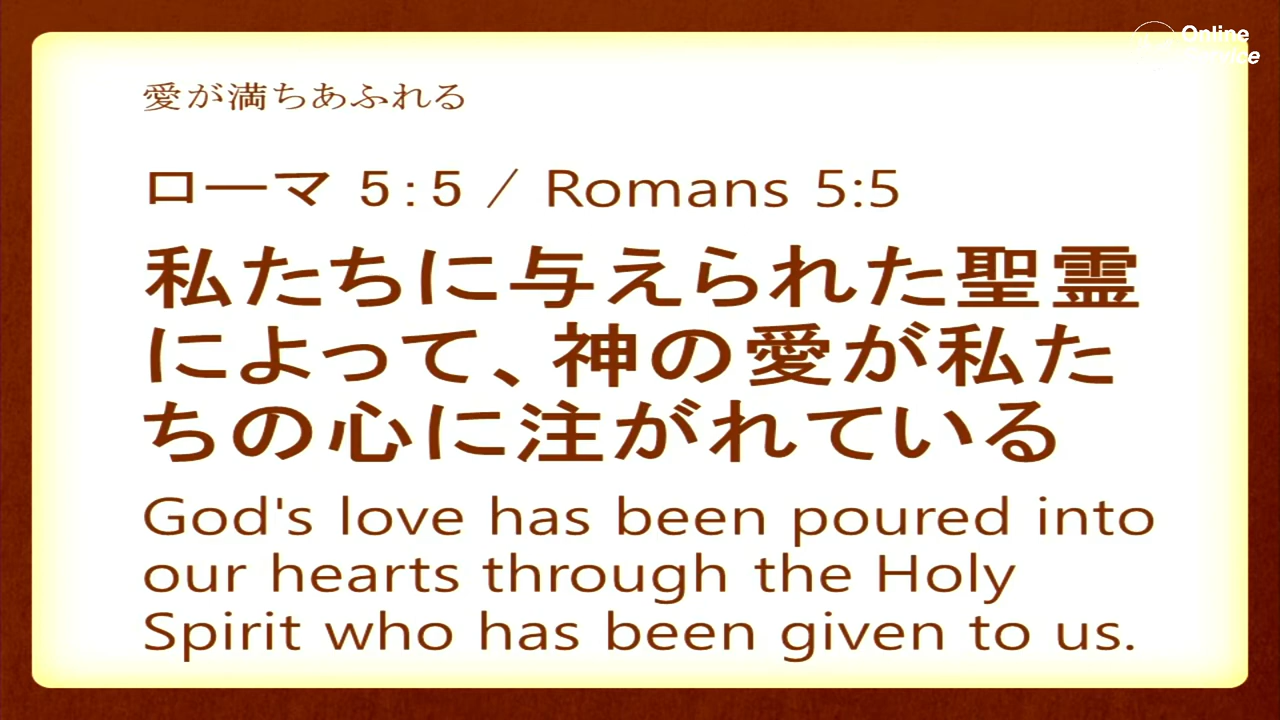 Online
Service
愛が満ちあふれる
ローマ 5:5 / Romans 5:5
私たちに与えられた聖霊
によって、神の愛が私た
ちの心に注がれている
God's love has been poured into
our hearts through the Holy
Spirit who has been given to us.